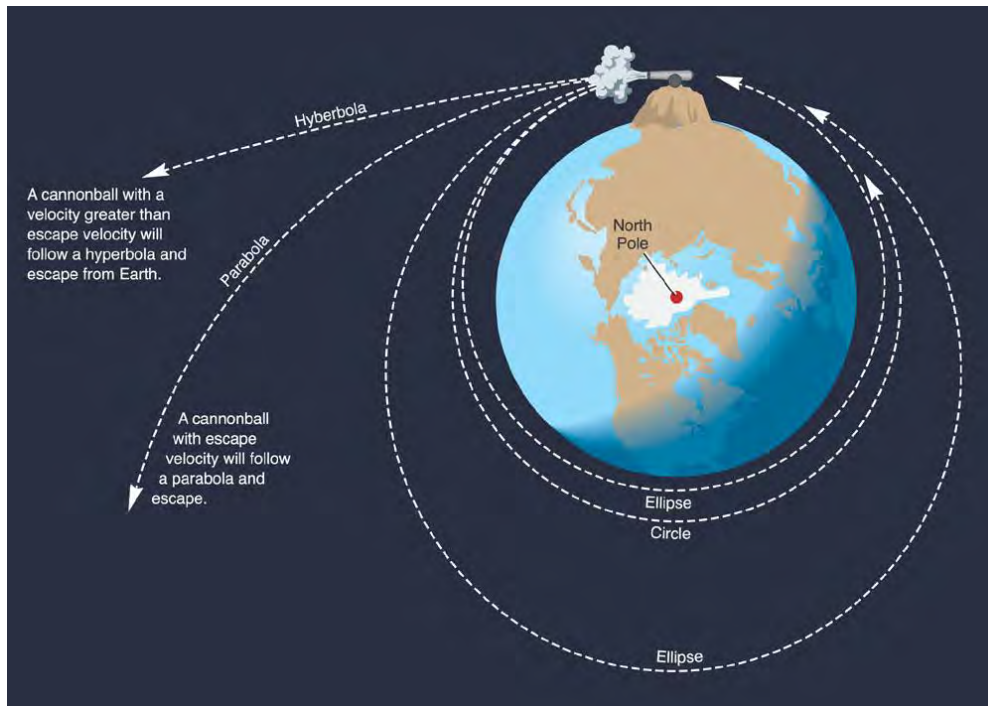 Hyberbola
A cannonball with a
velocity greater than
escape velocity will
follow a hyperbola and
escape from Earth.
Parabola
North
Pole
A cannonball
with escape
velocity will follow
a parabola and
escape.
Ellipse
Circle
Ellipse